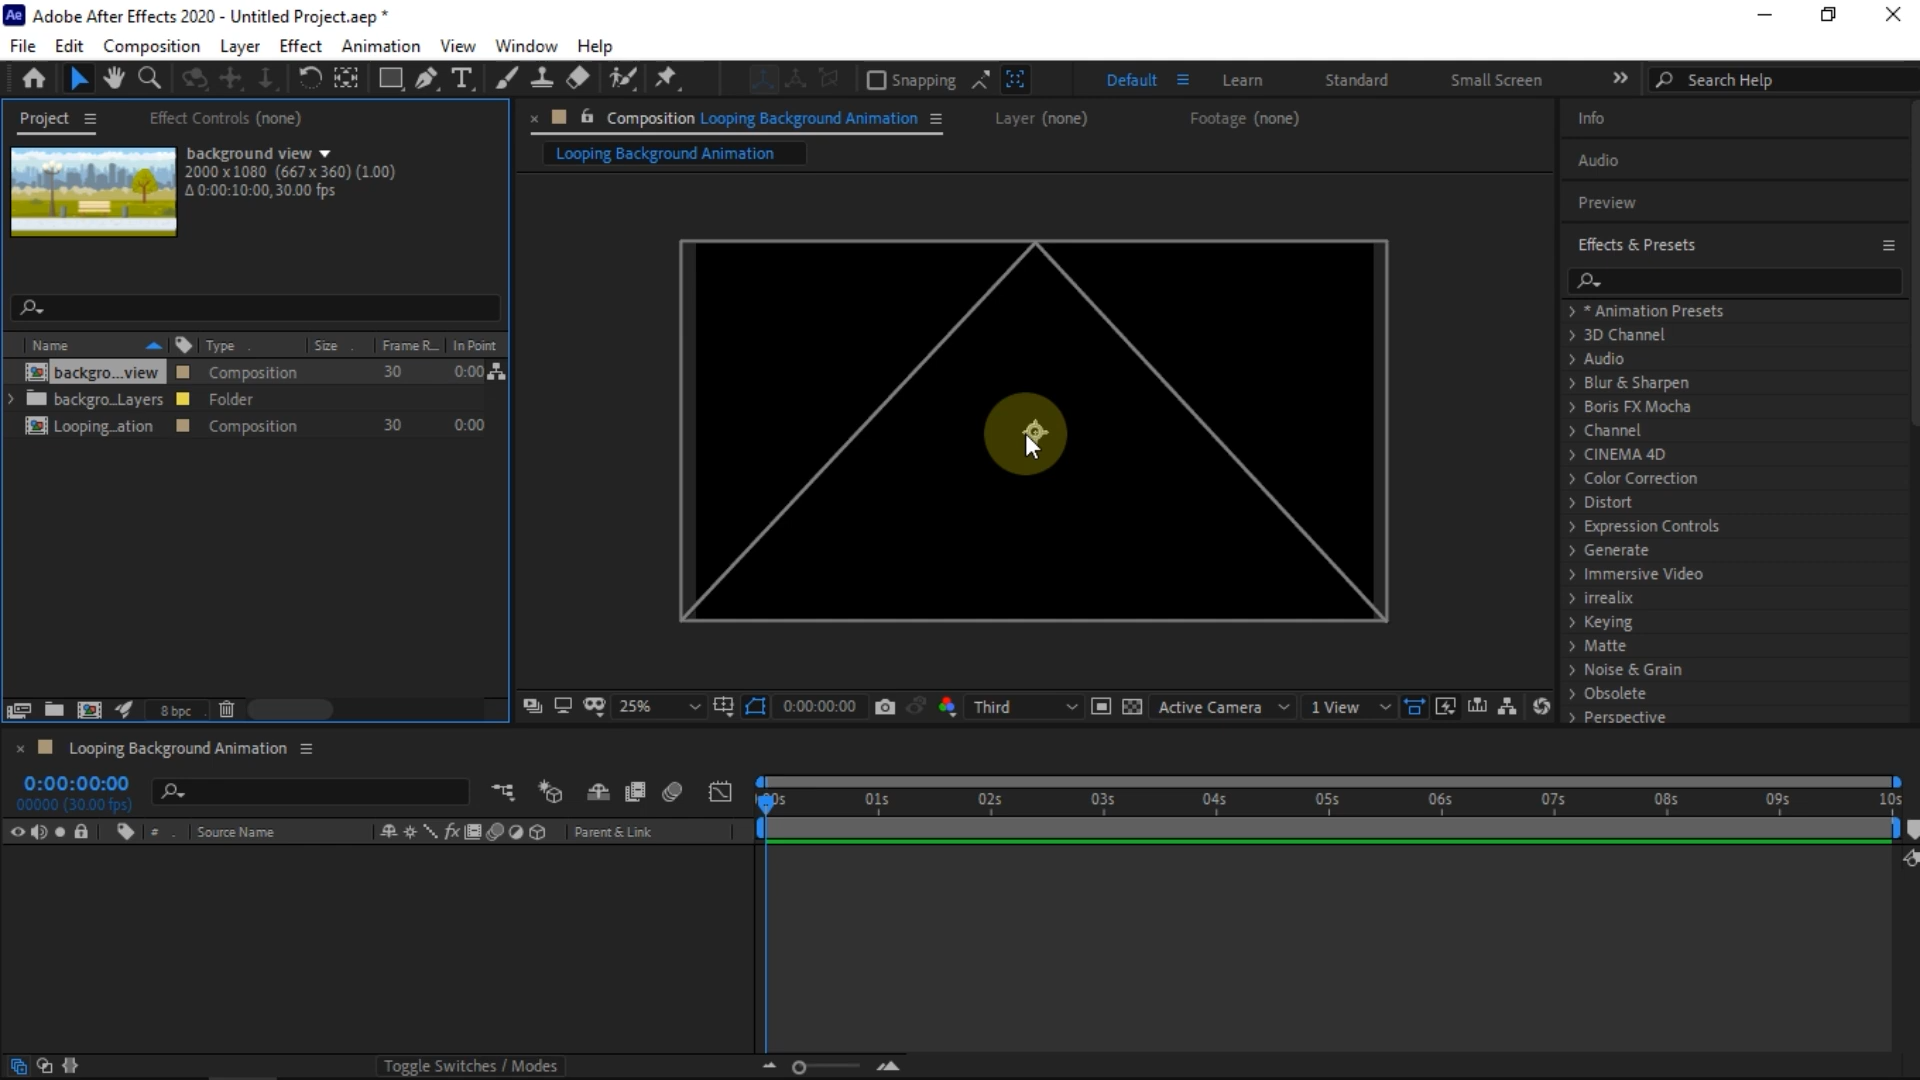 Ae Adobe After Effects 2020 - Untitled Project.aep *
File Edit Composition Layer Effect Animation View Window Help
Snapping Default Learn Standard Small Screen Search Help
Project Effect Controls (none)
background view
2000 x 1080 (667 x 360) (1.00)
Δ 0:00:10:00, 30.00 fps
Name Type Size Frame R... In Point
backgro...view Composition 30 0:00
backgro...Layers Folder
Looping...ation Composition 30 0:00
8 bpc
Composition Looping Background Animation Layer (none) Footage (none)
Looping Background Animation
25% 0:00:00:00 Third Active Camera 1 View
Info
Audio
Preview
Effects & Presets
* Animation Presets
3D Channel
Audio
Blur & Sharpen
Boris FX Mocha
Channel
CINEMA 4D
Color Correction
Distort
Expression Controls
Generate
Immersive Video
irrealix
Keying
Matte
Noise & Grain
Obsolete
Perspective
Looping Background Animation
0:00:00:00
00000 (30.00 fps)
00s 01s 02s 03s 04s 05s 06s 07s 08s 09s 10s
# Source Name fx Parent & Link
Toggle Switches / Modes